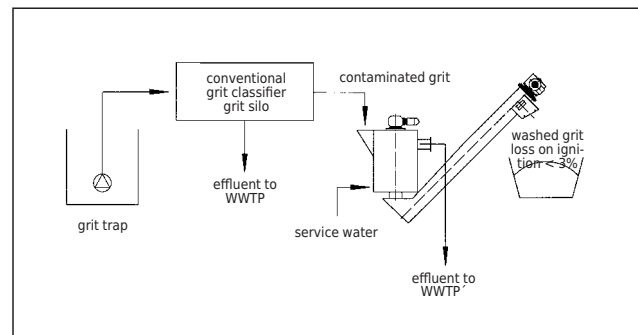 conventional
grit classifier
grit silo
contaminated grit
washed grit
loss on igni-
tion < 3%
effluent to
WWTP
grit trap
service water
effluent to
WWTP´